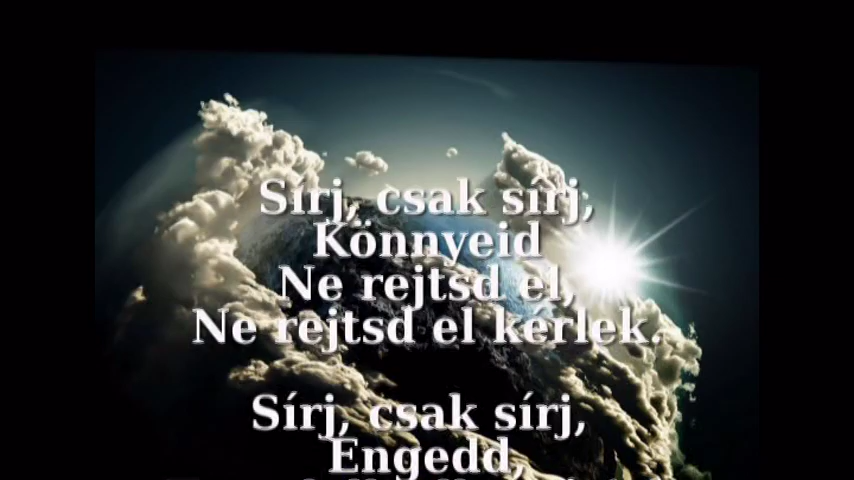 Sírj, csak sírj,
Könnyeid
Ne rejtsd el,
Ne rejtsd el kérlek.
Sírj, csak sírj,
Engedd,